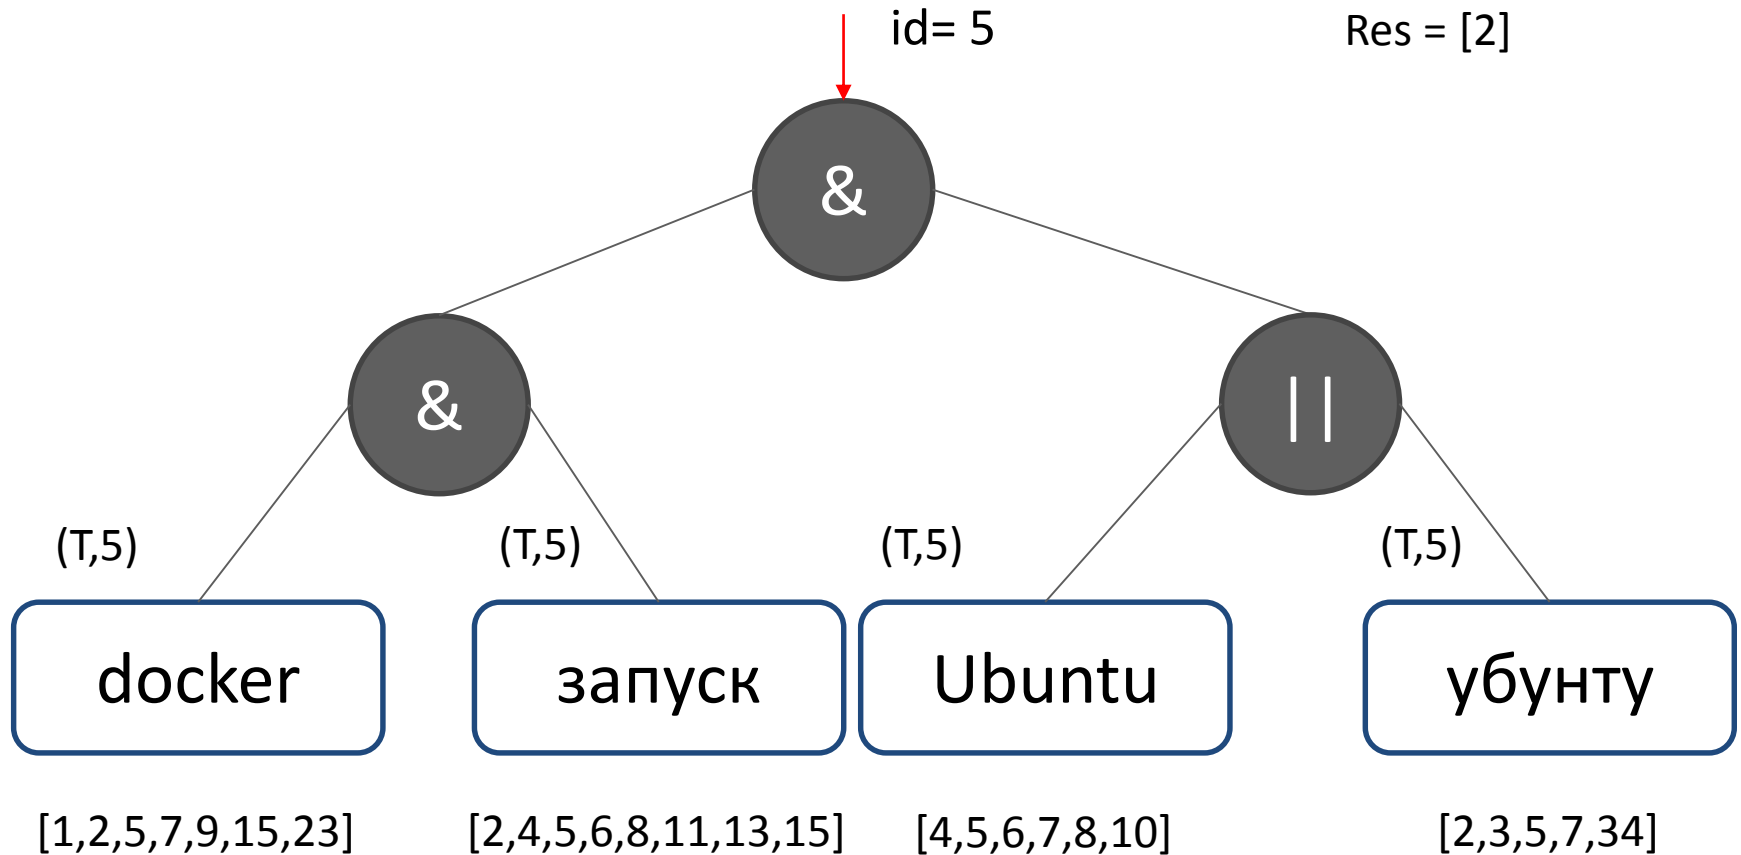 id= 5
Res = [2]
&
&
||
(T,5)
(T,5)
(T,5)
(T,5)
docker
запуск
Ubuntu
убунту
[1,2,5,7,9,15,23]
[2,4,5,6,8,11,13,15]
[4,5,6,7,8,10]
[2,3,5,7,34]